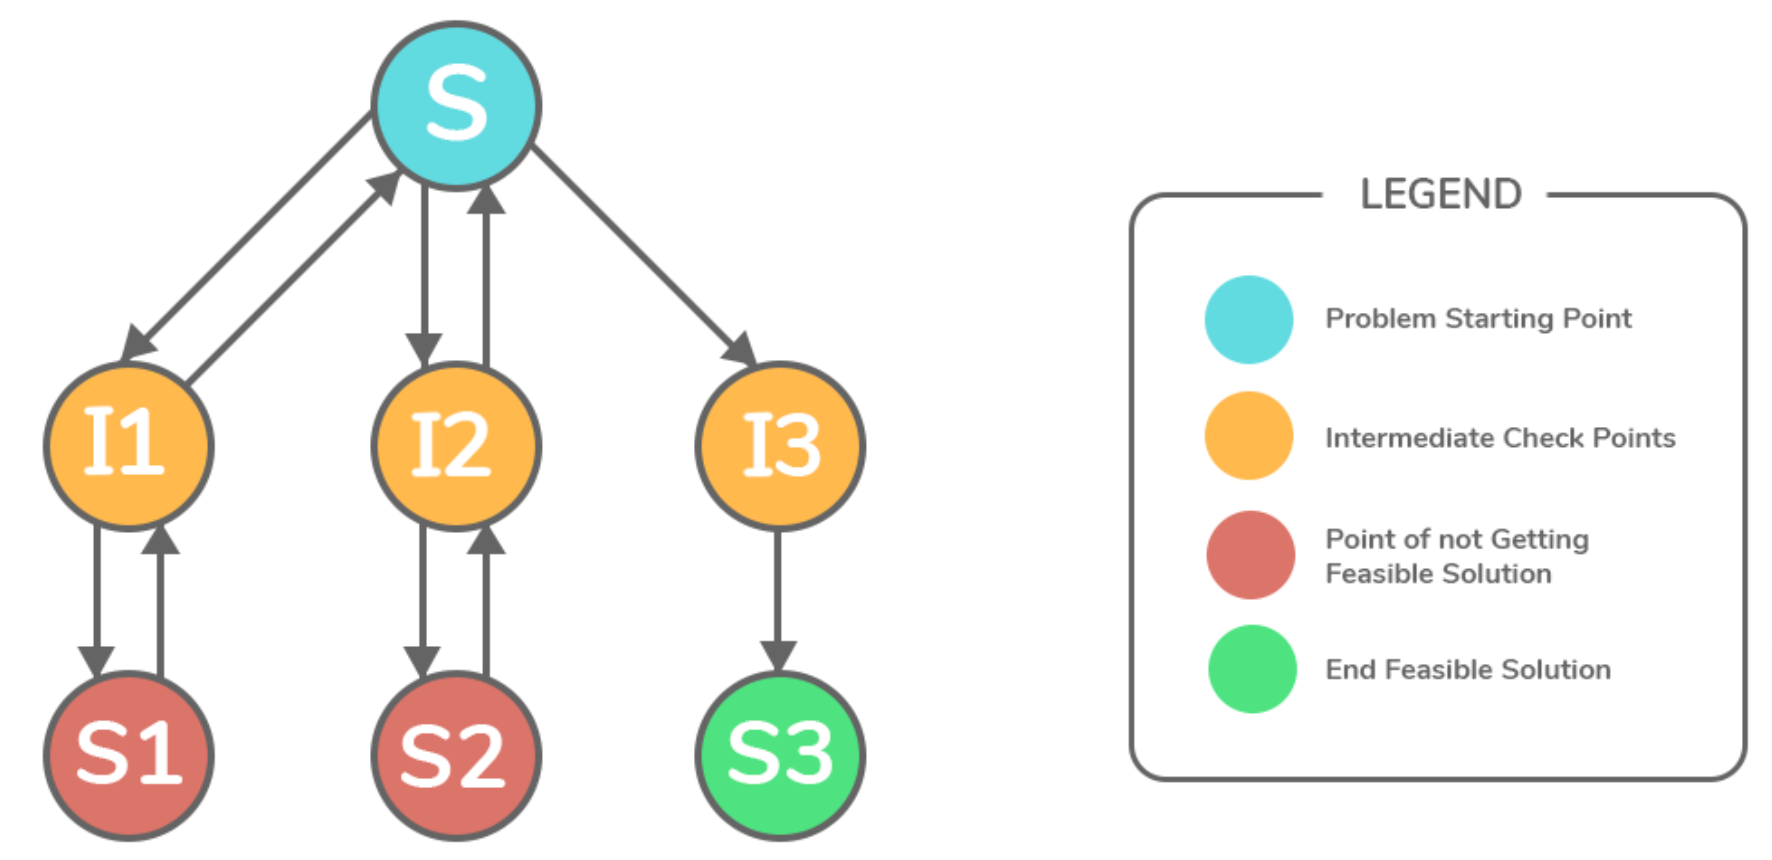 S
I1
I2
I3
S1
S2
S3
LEGEND
Problem Starting Point
Intermediate Check Points
Point of not Getting
Feasible Solution
End Feasible Solution